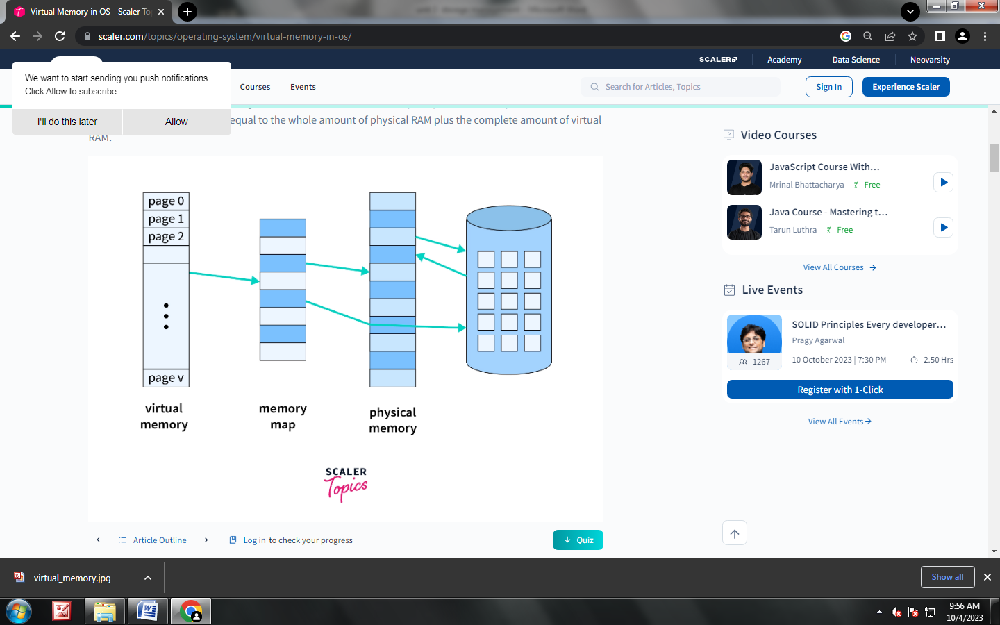 Virtual Memory in OS - Scaler To
scaler.com/topics/operating-system/virtual-memory-in-os/
SCALER
Academy
Data Science
Neovarsity
We want to start sending you push notifications.
Click Allow to subscribe.
I'll do this later
Allow
Courses
Events
Search for Articles, Topics
Sign In
Experience Scaler
equal to the whole amount of physical RAM plus the complete amount of virtual
RAM.
page 0
page 1
page 2
page v
virtual
memory
memory
map
physical
memory
SCALER
Topics
Video Courses
JavaScript Course With...
Mrinal Bhattacharya
Free
Java Course - Mastering t...
Tarun Luthra
Free
View All Courses
Live Events
SOLID Principles Every developer...
Pragy Agarwal
1267
10 October 2023 | 7:30 PM
2.50 Hrs
Register with 1-Click
View All Events
Article Outline
Log in to check your progress
Quiz
virtual_memory.jpg
Show all
9:56 AM
10/4/2023